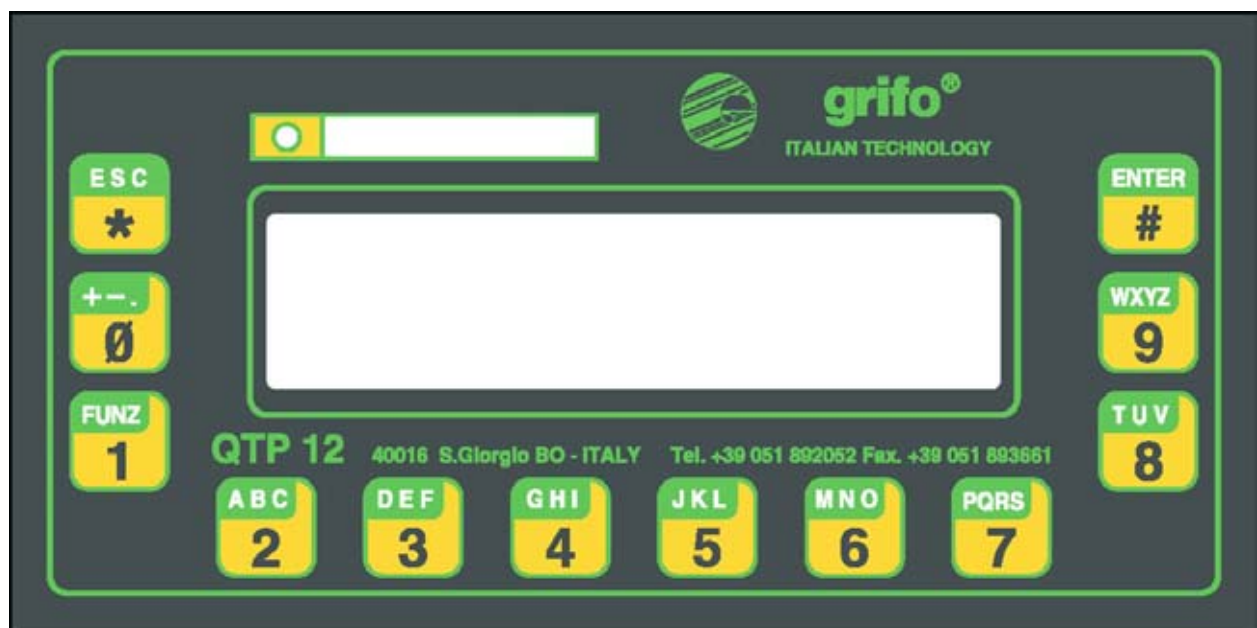 grifo®
ITALIAN TECHNOLOGY
ESC
*
ENTER
#
+-.
0
WXYZ
9
FUNZ
1
TUV
8
QTP 12 40016 S.Giorgio BO - ITALY Tel. +39 051 892052 Fax. +39 051 893661
ABC
2
DEF
3
GHI
4
JKL
5
MNO
6
PQRS
7